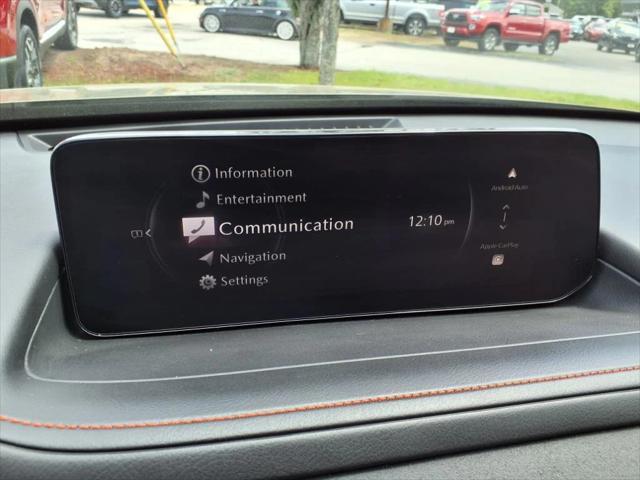 Information
Entertainment
Communication
Navigation
Settings
12:10 pm
Android Auto
Apple CarPlay